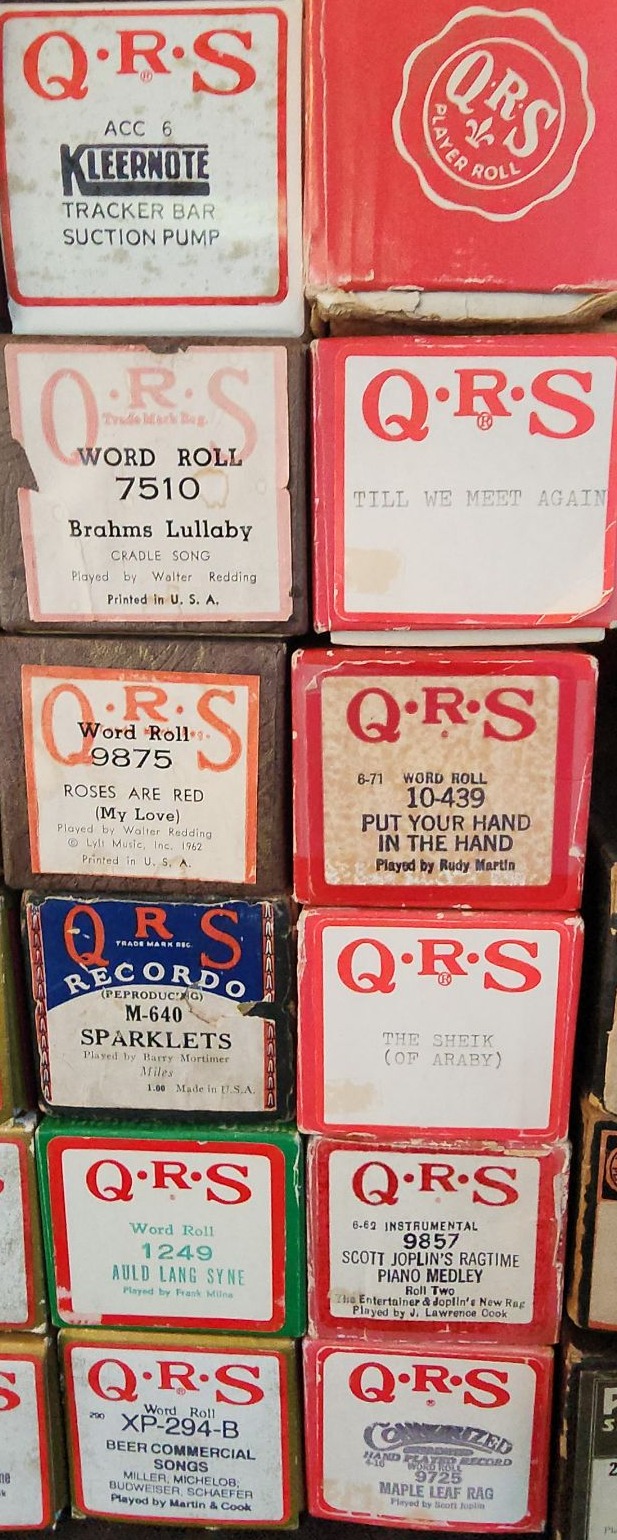 Q·R·S
®
ACC 6
KLEERNOTE
TRACKER BAR
SUCTION PUMP
Q·R·S
PLAYER ROLL
Q·R·S
Trade Mark Reg.
WORD ROLL
7510
Brahms Lullaby
CRADLE SONG
Played by Walter Redding
Printed in U. S. A.
Q·R·S
®
TILL WE MEET AGAIN
Q·R·S
Word Roll
9875
ROSES ARE RED
(My Love)
Played by Walter Redding
© Lyle Music, Inc. 1962
Printed in U. S. A.
Q·R·S
6-71 WORD ROLL
10-439
PUT YOUR HAND
IN THE HAND
Played by Rudy Martin
Q R S
TRADE MARK REG.
RECORDO
(REPRODUCING)
M-640
SPARKLETS
Played by Harry Mortimer
Miles
1.00 Made in U.S.A.
Q·R·S
®
THE SHEIK
(OF ARABY)
Q·R·S
Word Roll
1249
AULD LANG SYNE
Played by Frank Milne
Q·R·S
6-62 INSTRUMENTAL
9857
SCOTT JOPLIN'S RAGTIME
PIANO MEDLEY
Roll Two
The Entertainer & Joplin's New Rag
Played by J. Lawrence Cook
Q·R·S
Word Roll
290 XP-294-B
BEER COMMERCIAL
SONGS
MILLER, MICHELOB,
BUDWEISER, SCHAEFER
Played by Martin & Cook
Q·R·S
CONNORIZED
HAND PLAYED RECORD
4-10 WORD ROLL
9725
MAPLE LEAF RAG
Played by Scott Joplin